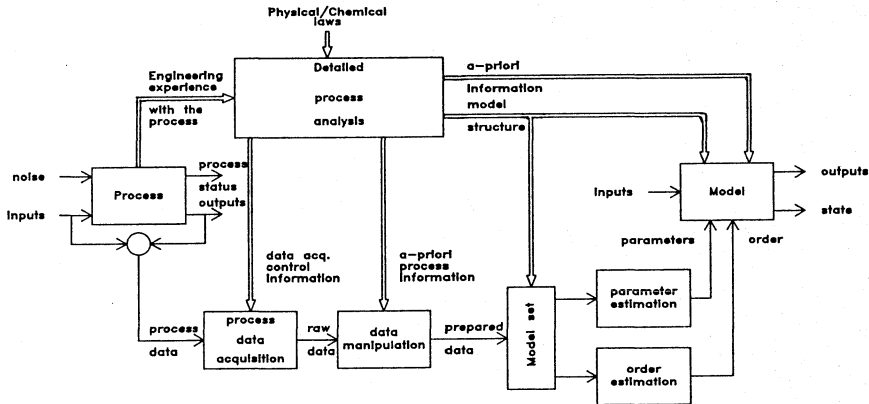 Physical/Chemical
laws
Engineering
experience
with the
process
Detailed
process
analysis
a-priori
information
model
structure
noise
Inputs
Process
process
status
outputs
Inputs
Model
outputs
state
parameters
order
data acq.
control
information
a-priori
process
information
process
data
process
data
acquisition
raw
data
data
manipulation
prepared
data
Model set
parameter
estimation
order
estimation